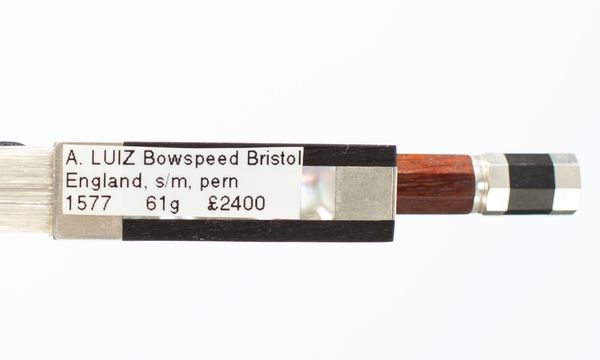 A. LUIZ Bowspeed Bristol
England, s/m, pern
1577 61g £2400